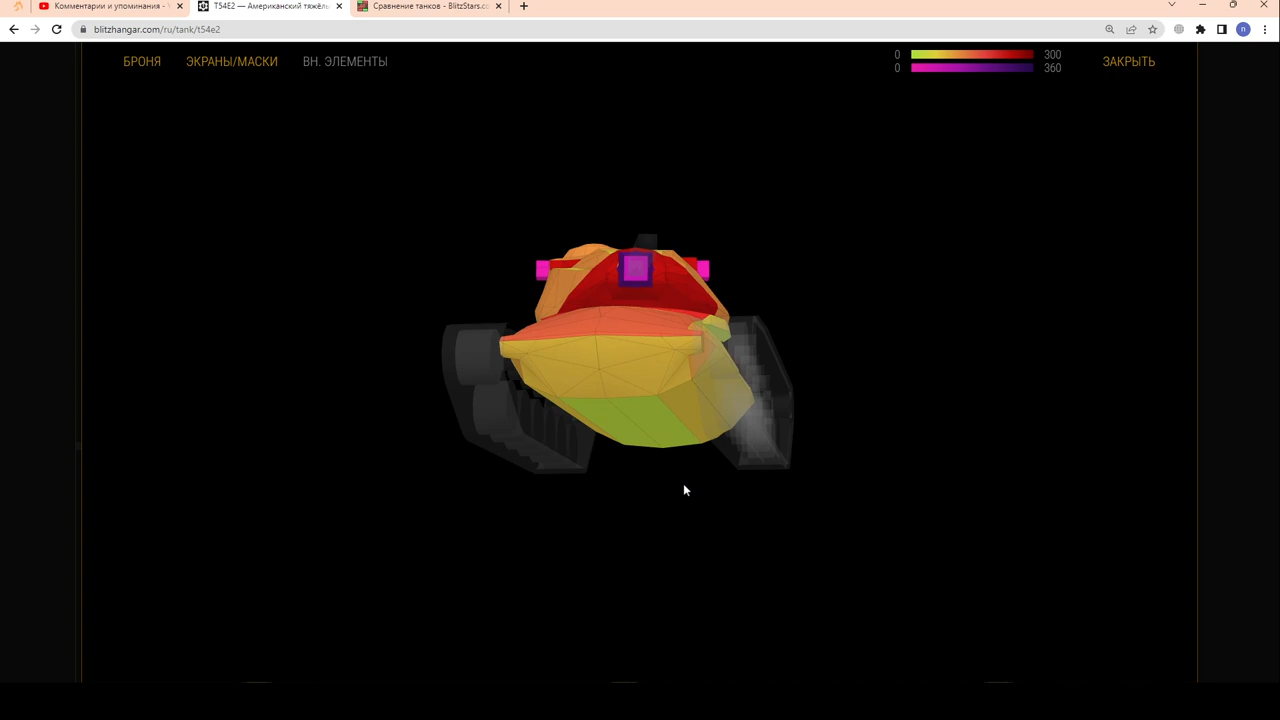 Комментарии и упоминания -
T54E2 — Американский тяжёль
Сравнение танков - BlitzStars.co
blitzhangar.com/ru/tank/t54e2
n
БРОНЯ ЭКРАНЫ/МАСКИ ВН. ЭЛЕМЕНТЫ
0 300
0 360
ЗАКРЫТЬ